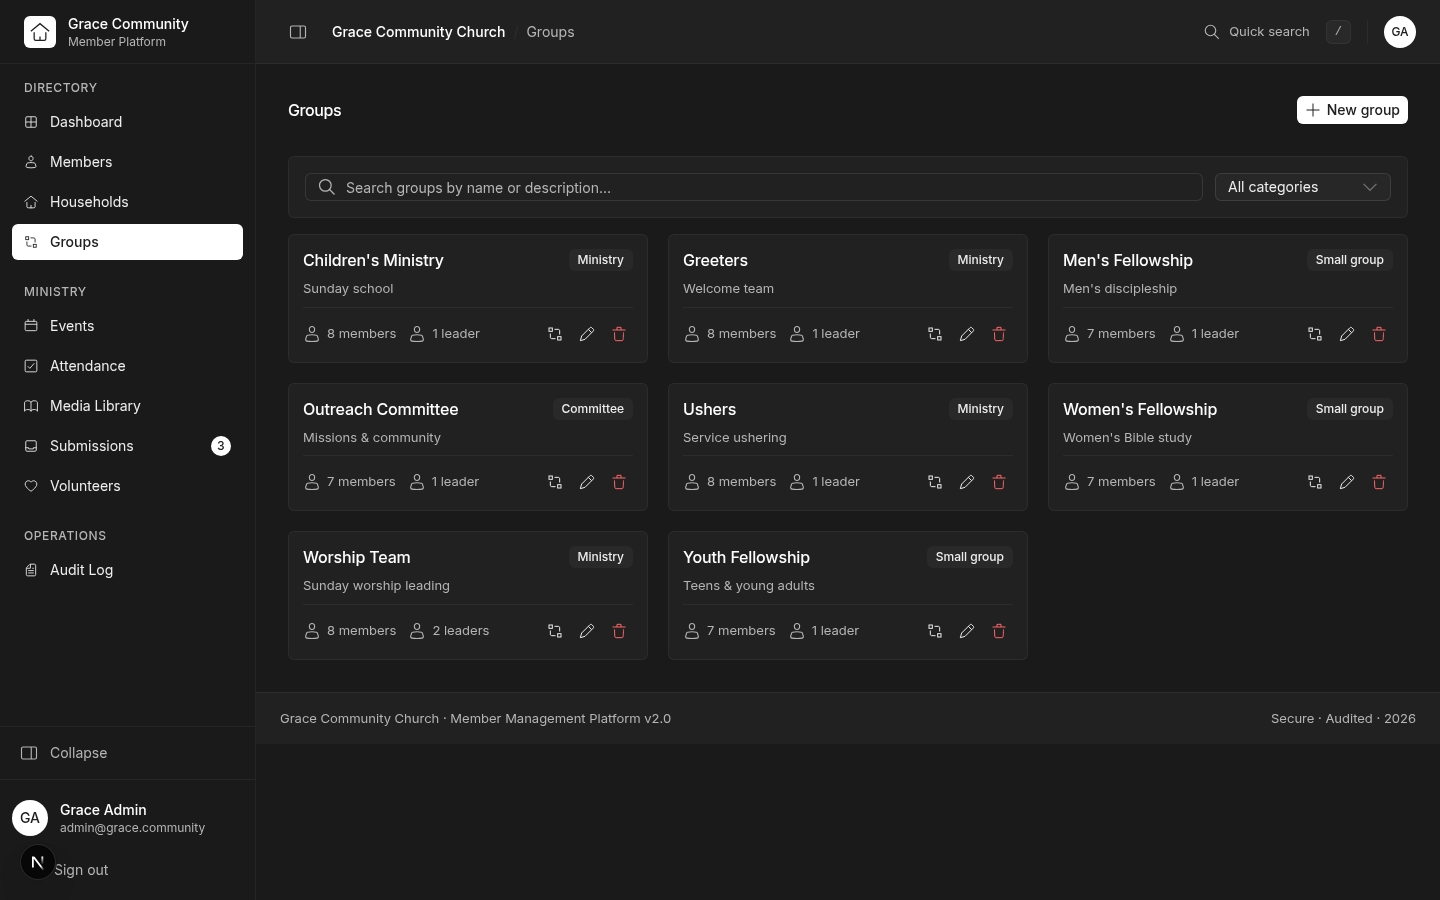 Grace Community
Member Platform
DIRECTORY
Dashboard
Members
Households
Groups
MINISTRY
Events
Attendance
Media Library
Submissions 3
Volunteers
OPERATIONS
Audit Log
Collapse
GA
Grace Admin
admin@grace.community
N
Sign out
Grace Community Church / Groups
Quick search /
GA
Groups
New group
Search groups by name or description...
All categories
Children's Ministry Ministry
Sunday school
8 members 1 leader
Greeters Ministry
Welcome team
8 members 1 leader
Men's Fellowship Small group
Men's discipleship
7 members 1 leader
Outreach Committee Committee
Missions & community
7 members 1 leader
Ushers Ministry
Service ushering
8 members 1 leader
Women's Fellowship Small group
Women's Bible study
7 members 1 leader
Worship Team Ministry
Sunday worship leading
8 members 2 leaders
Youth Fellowship Small group
Teens & young adults
7 members 1 leader
Grace Community Church · Member Management Platform v2.0
Secure · Audited · 2026